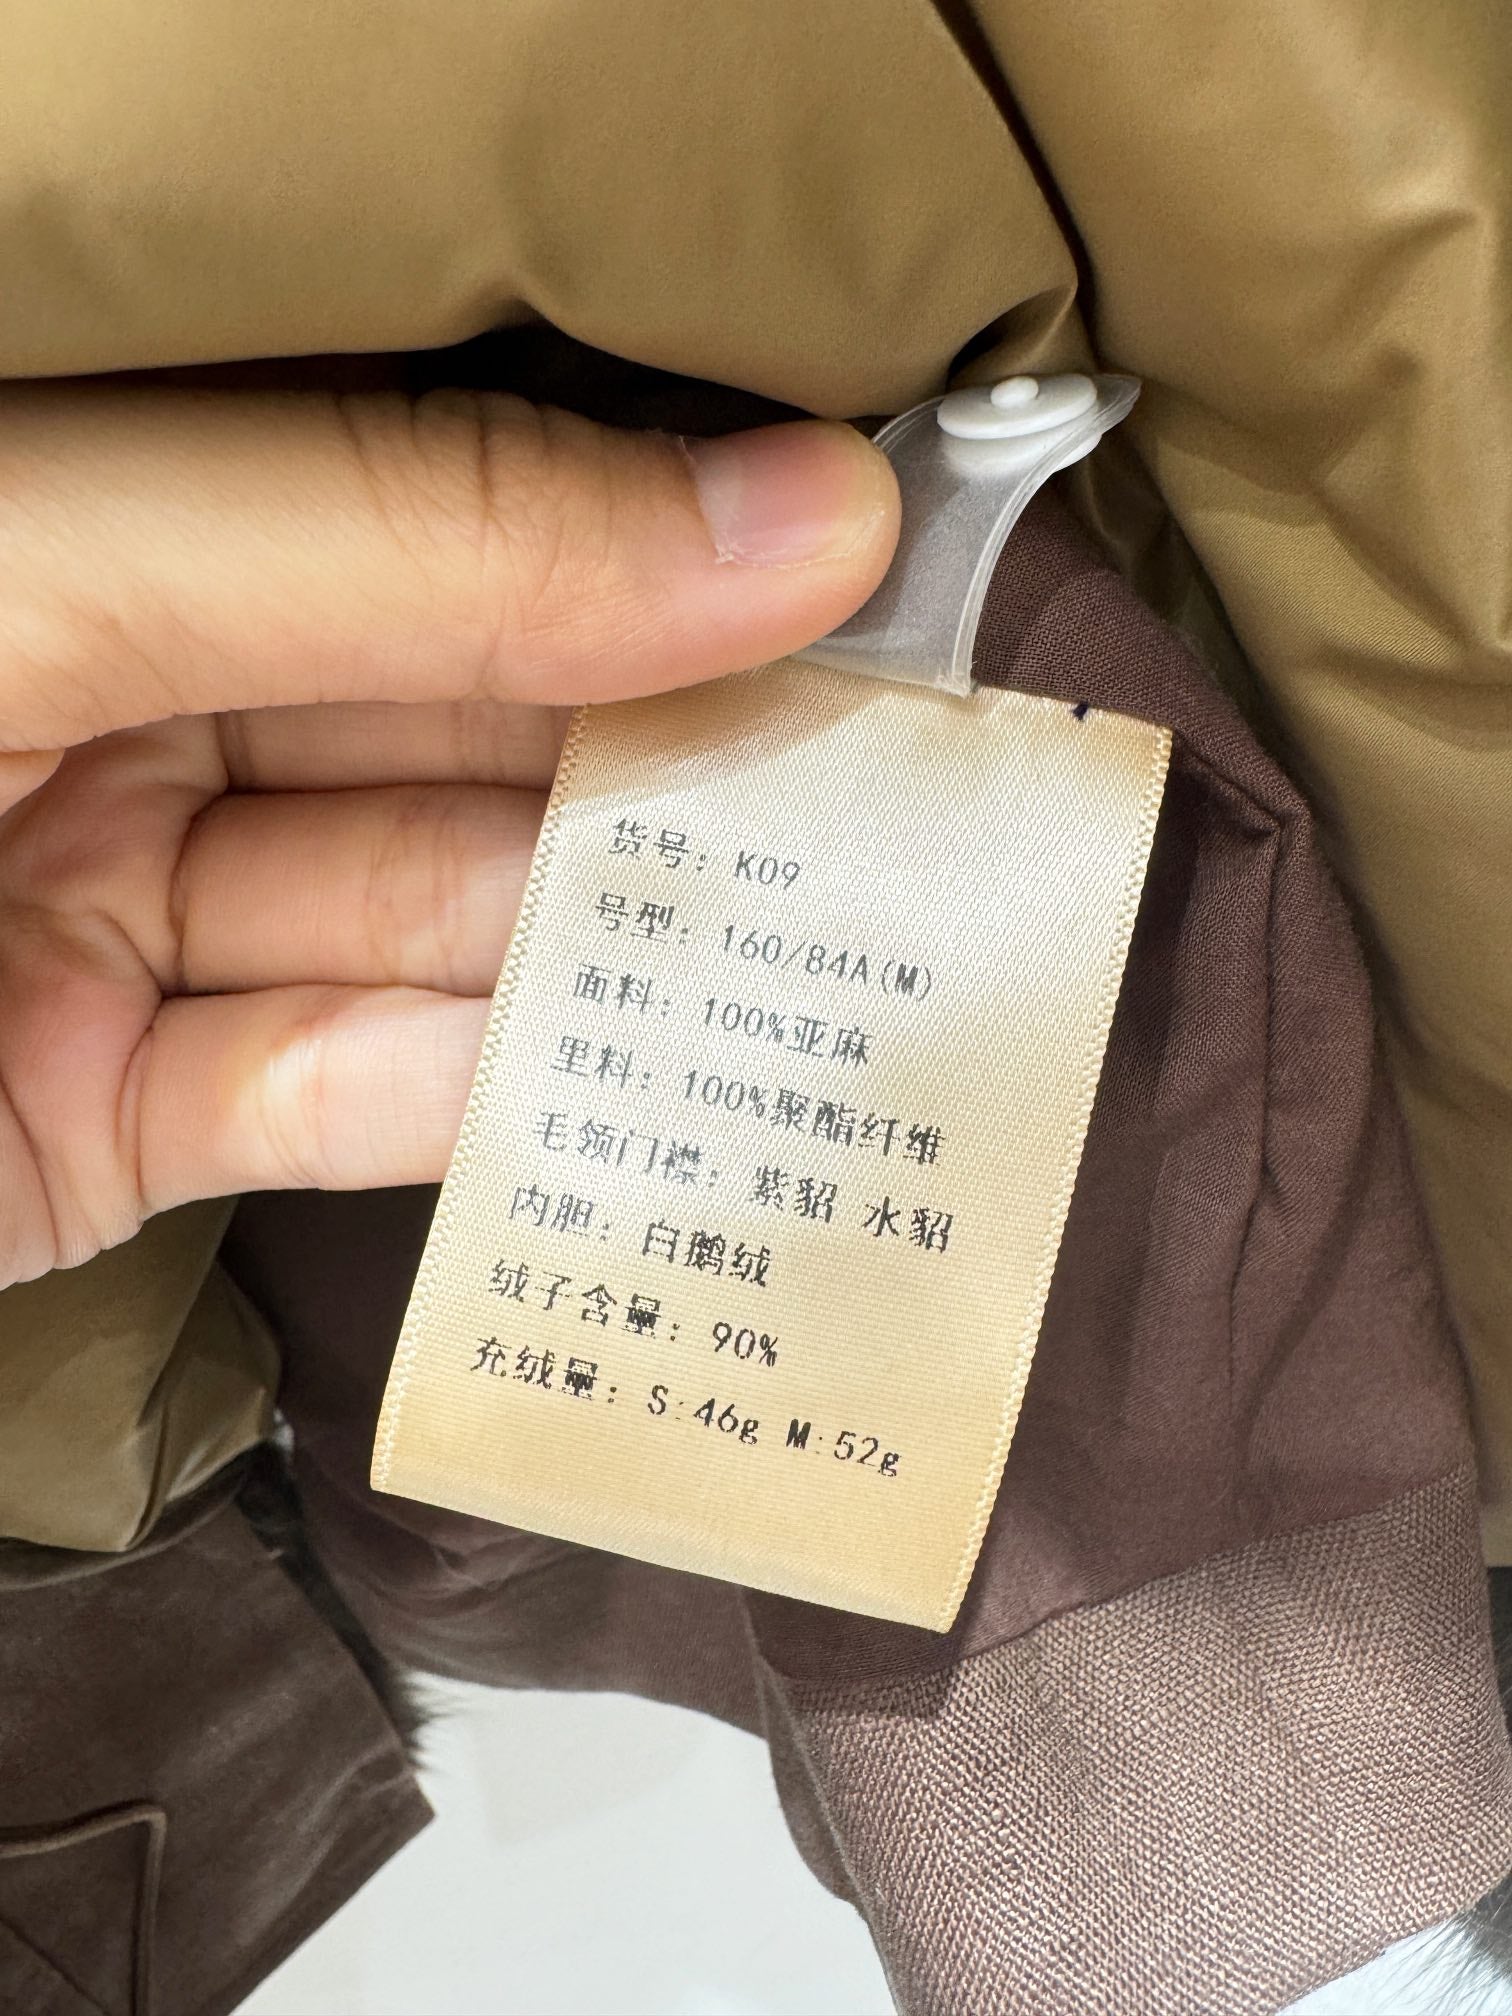 货号：K09
号型：160/84A(M)
面料：100%亚麻
里料：100%聚酯纤维
毛领门襟：紫貂 水貂
内胆：白鹅绒
绒子含量：90%
充绒量：S:46g M:52g